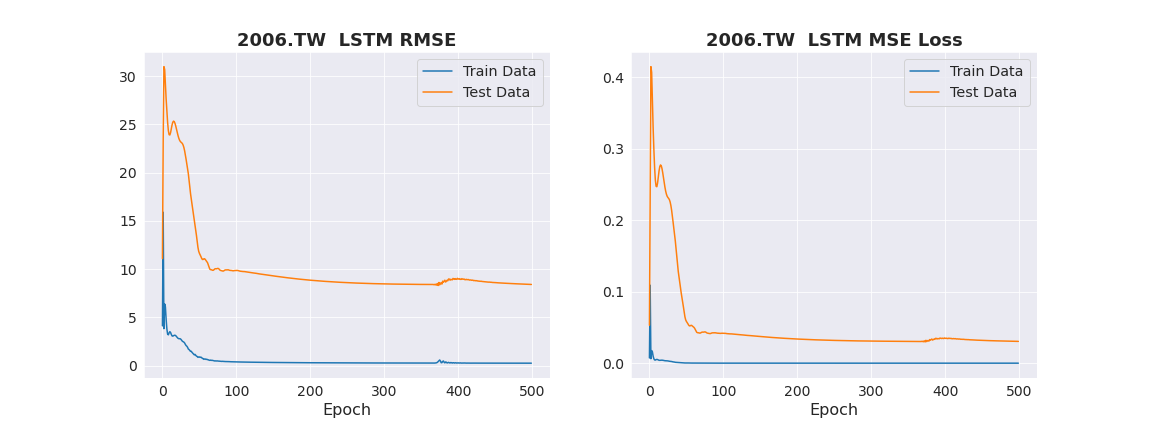 2006.TW  LSTM RMSE
Train Data
Test Data
30
25
20
15
10
5
0
0 100 200 300 400 500
Epoch
2006.TW  LSTM MSE Loss
Train Data
Test Data
0.4
0.3
0.2
0.1
0.0
0 100 200 300 400 500
Epoch